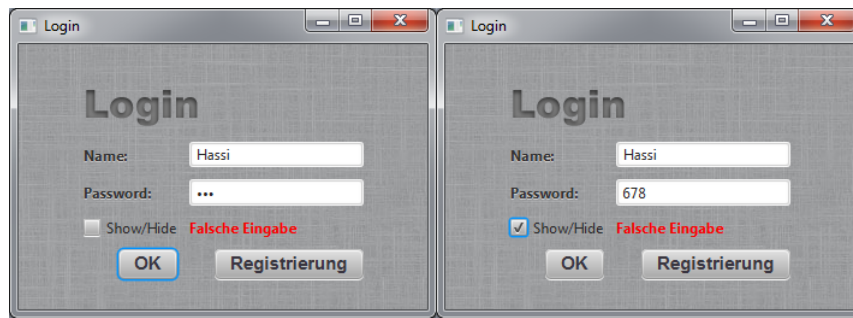 Login
Login
Name: Hassi
Password: •••
Show/Hide Falsche Eingabe
OK Registrierung
Login
Login
Name: Hassi
Password: 678
Show/Hide Falsche Eingabe
OK Registrierung